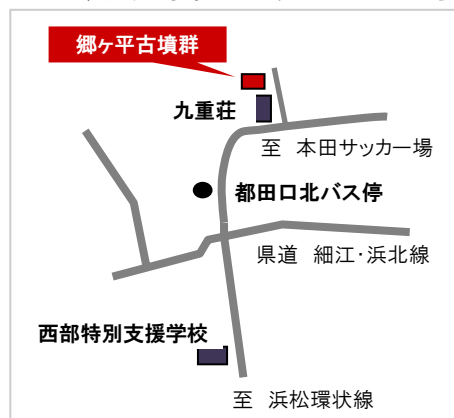 郷ヶ平古墳群
九重荘
至 本田サッカー場
都田口北バス停
県道 細江・浜北線
西部特別支援学校
至 浜松環状線